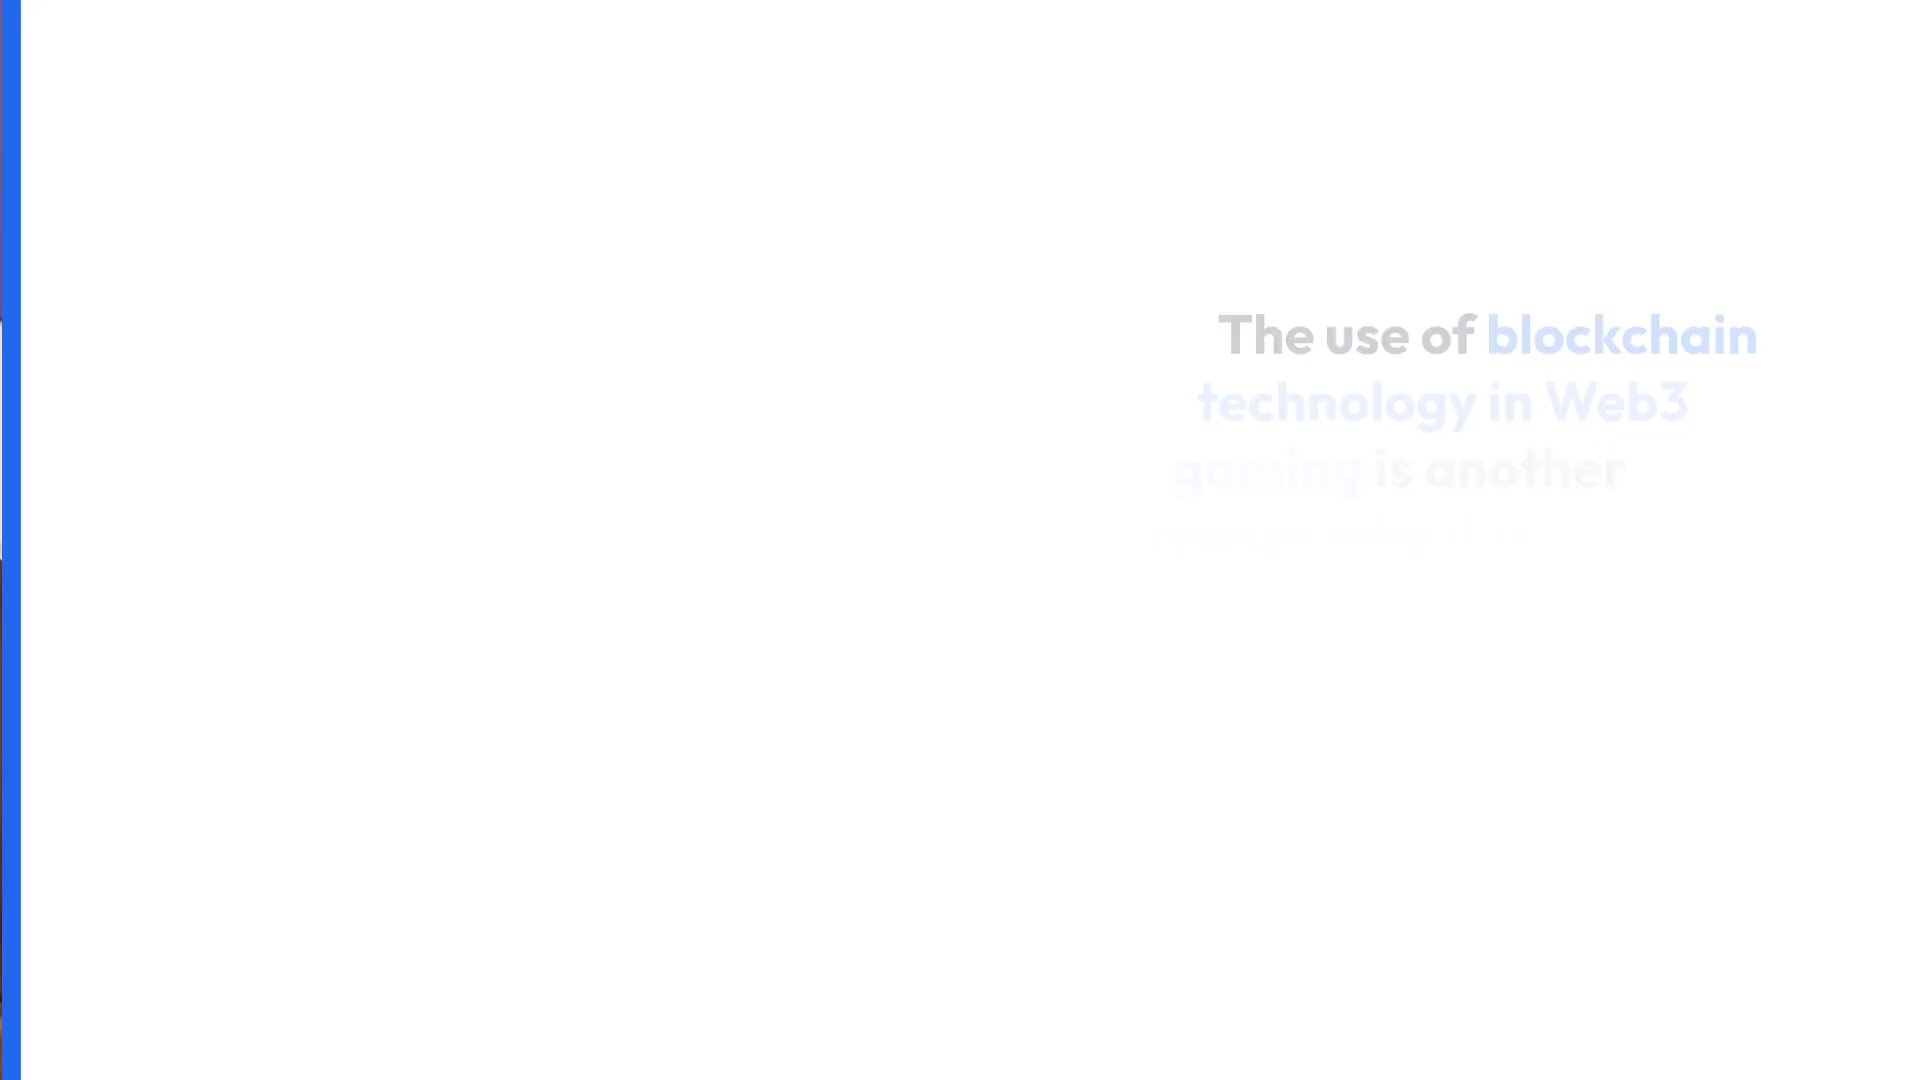 The use of blockchain
technology in Web3
gaming is another